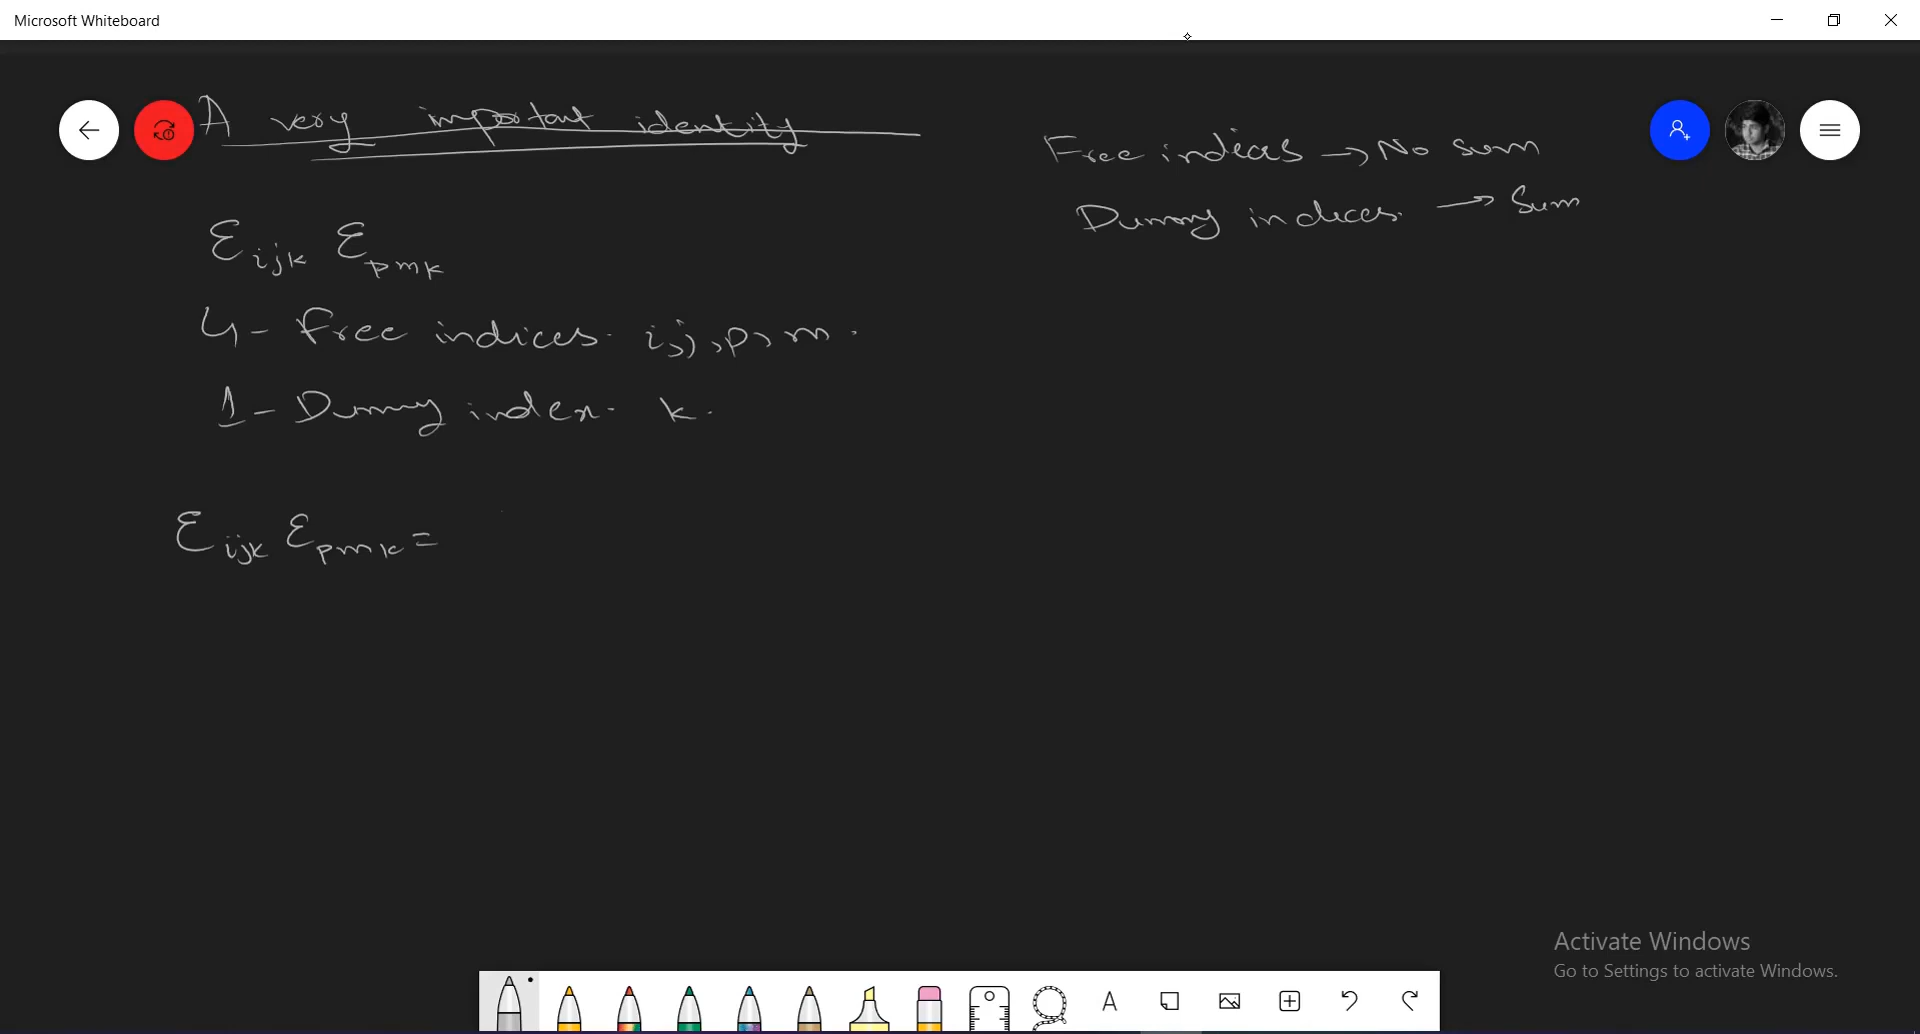 Microsoft Whiteboard
A very important identity
Free indices → No sum
Dummy indices. → Sum
ε_ijk ε_pmk
4 - Free indices. i, j, p, m.
1 - Dummy index. k.
ε_ijk ε_pmk =
Activate Windows
Go to Settings to activate Windows.
A